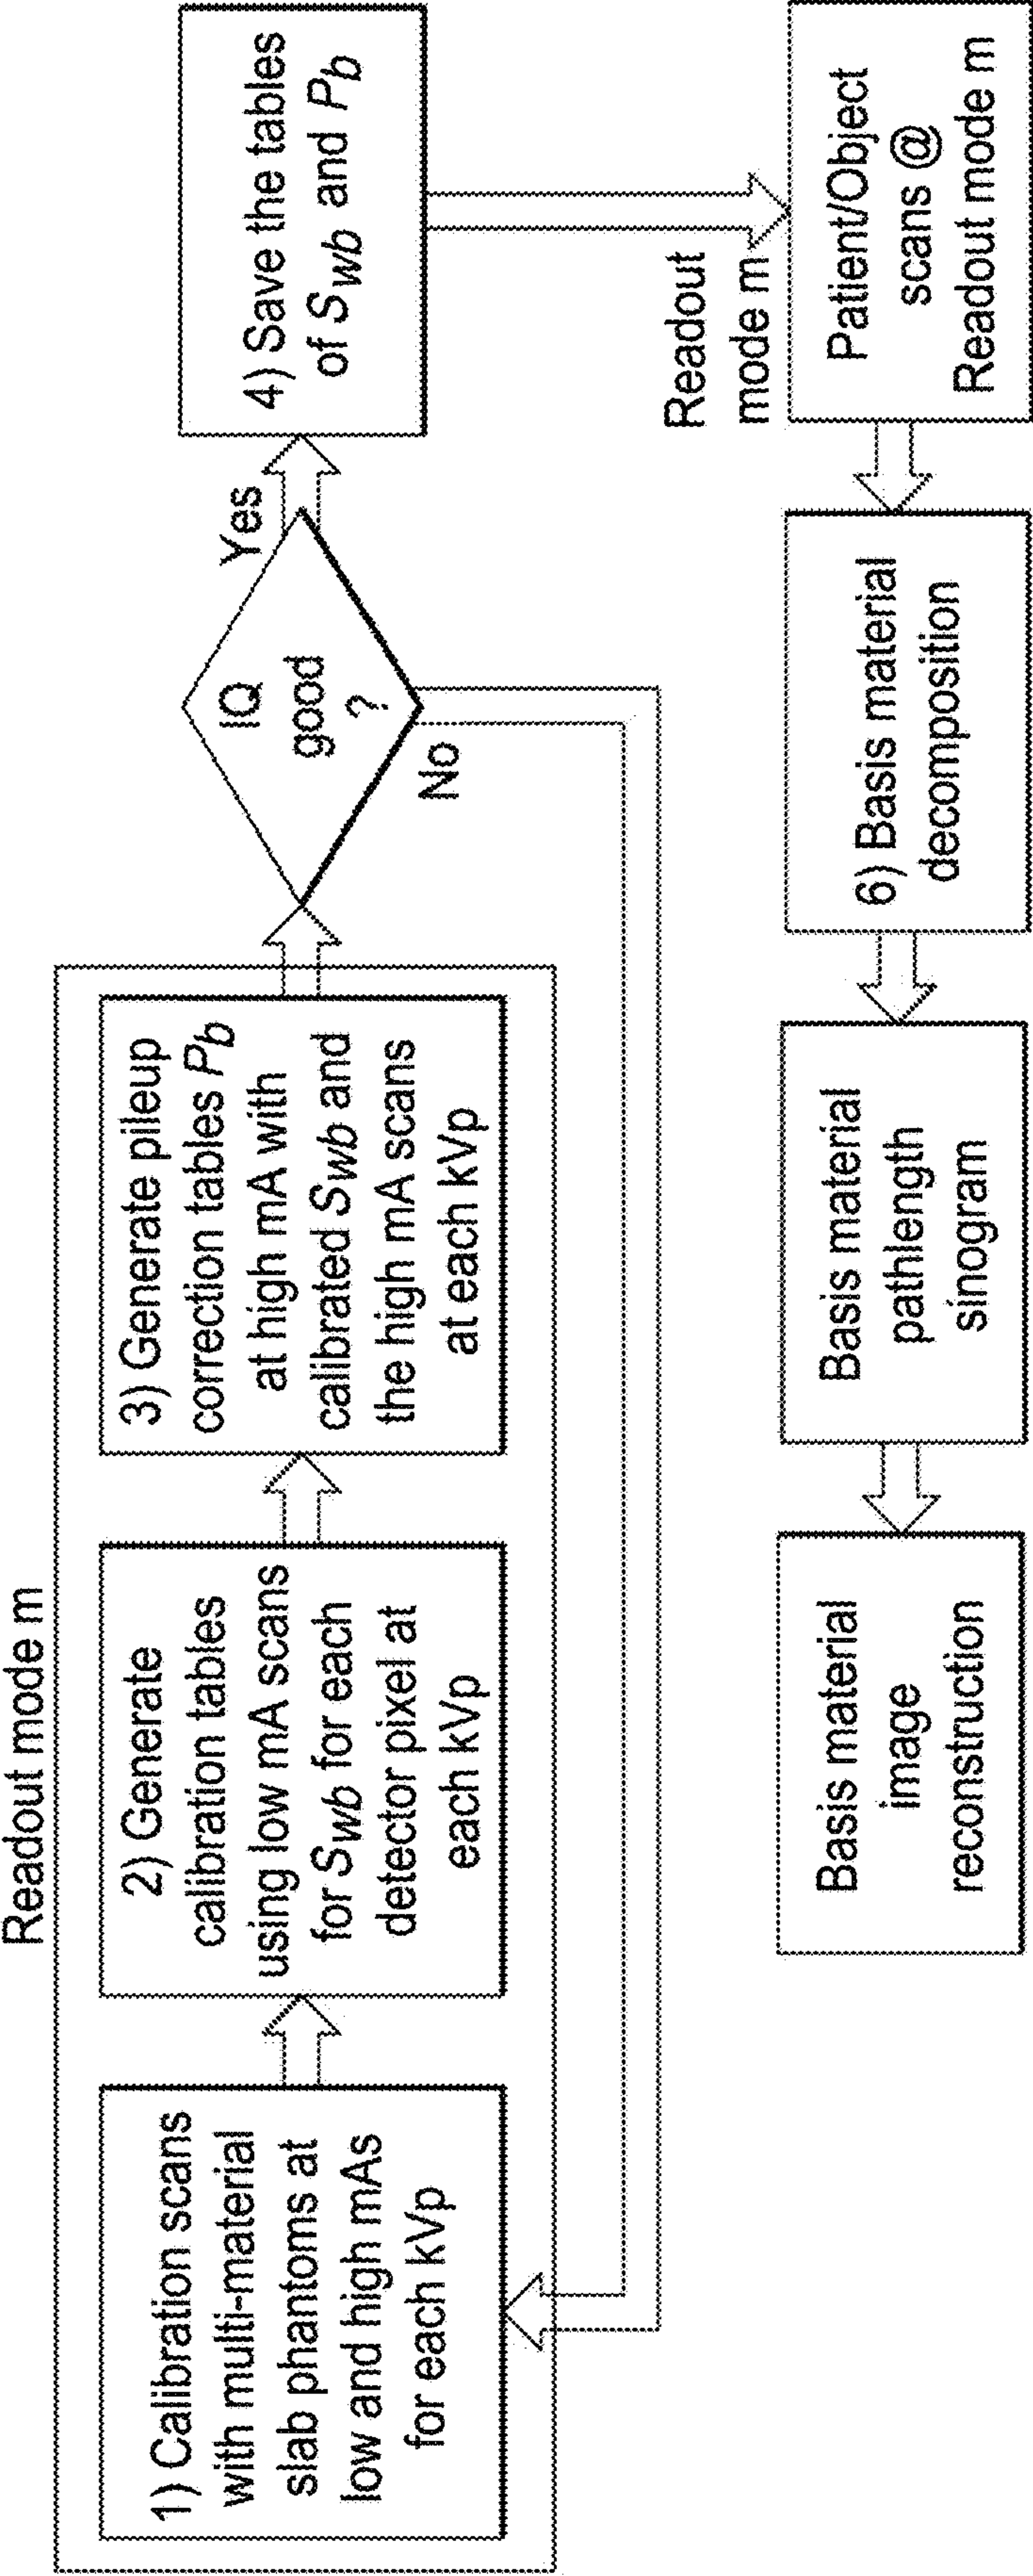 Readout mode m
1) Calibration scans
with multi-material
slab phantoms at
low and high mAs
for each kVp
2) Generate
calibration tables
using low mA scans
for Swb for each
detector pixel at
each kVp
3) Generate pileup
correction tables Pb
at high mA with
calibrated Swb and
the high mA scans
at each kVp
IQ
good
?
Yes
No
4) Save the tables
of Swb and Pb
Readout
mode m
Patient/Object
scans @
Readout mode m
6) Basis material
decomposition
Basis material
pathlength
sinogram
Basis material
image
reconstruction